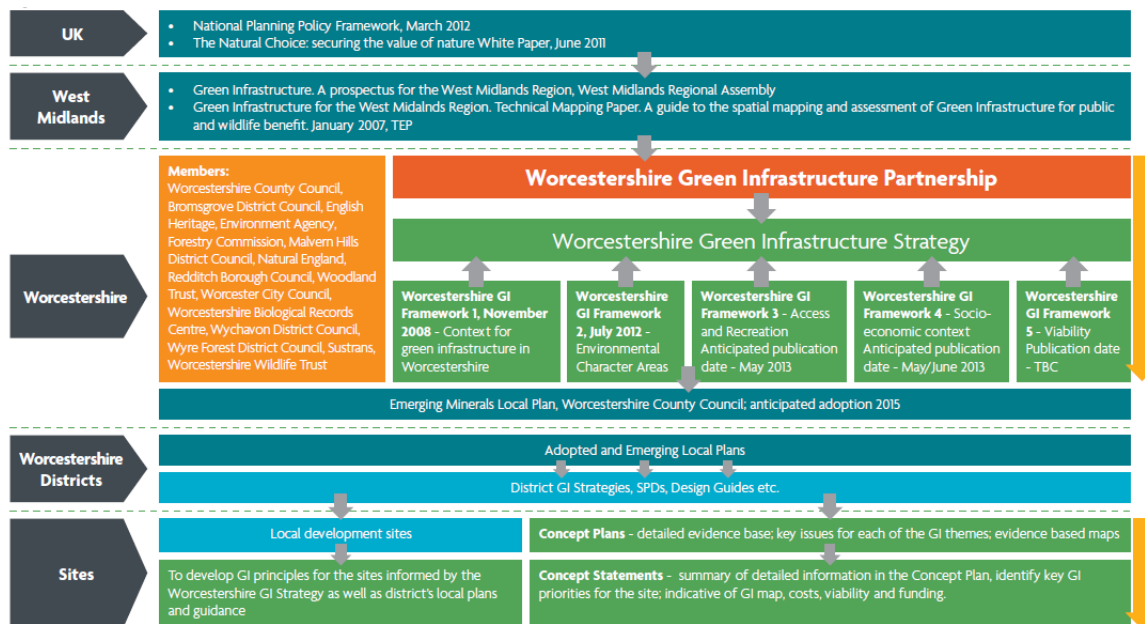 UK
• National Planning Policy Framework, March 2012
• The Natural Choice: securing the value of nature White Paper, June 2011
West
Midlands
• Green Infrastructure. A prospectus for the West Midlands Region, West Midlands Regional Assembly
• Green Infrastructure for the West Midalnds Region. Technical Mapping Paper. A guide to the spatial mapping and assessment of Green Infrastructure for public
and wildlife benefit. January 2007, TEP
Worcestershire
Members:
Worcestershire County Council,
Bromsgrove District Council, English
Heritage, Environment Agency,
Forestry Commission, Malvern Hills
District Council, Natural England,
Redditch Borough Council, Woodland
Trust, Worcester City Council,
Worcestershire Biological Records
Centre, Wychavon District Council,
Wyre Forest District Council, Sustrans,
Worcestershire Wildlife Trust
Worcestershire Green Infrastructure Partnership
Worcestershire Green Infrastructure Strategy
Worcestershire GI
Framework 1, November
2008 - Context for
green infrastructure in
Worcestershire
Worcestershire
GI Framework
2, July 2012 -
Environmental
Character Areas
Worcestershire GI
Framework 3 - Access
and Recreation
Anticipated publication
date - May 2013
Worcestershire GI
Framework 4 - Socio-
economic context
Anticipated publication
date - May/June 2013
Worcestershire
GI Framework
5 - Viability
Publication date
- TBC
Emerging Minerals Local Plan, Worcestershire County Council; anticipated adoption 2015
Worcestershire
Districts
Adopted and Emerging Local Plans
District GI Strategies, SPDs, Design Guides etc.
Sites
Local development sites
To develop GI principles for the sites informed by the
Worcestershire GI Strategy as well as district's local plans
and guidance
Concept Plans - detailed evidence base; key issues for each of the GI themes; evidence based maps
Concept Statements - summary of detailed information in the Concept Plan, identify key GI
priorities for the site; indicative of GI map, costs, viability and funding.